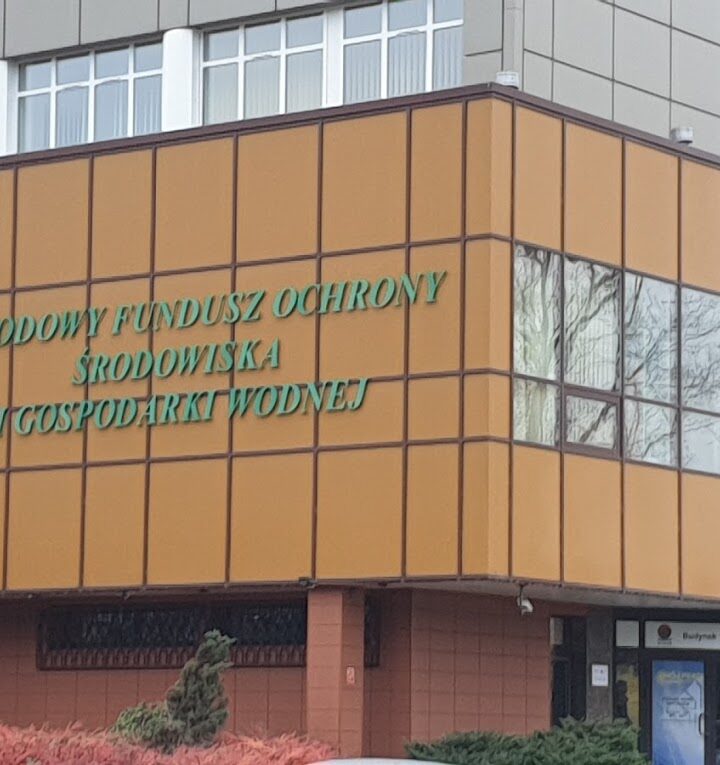 ODOWY FUNDUSZ OCHRONY
ŚRODOWISKA
I GOSPODARKI WODNEJ
Budynek